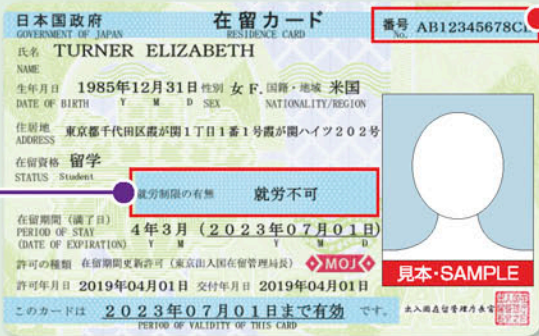 日本国政府 在留カード 番号 AB12345678
GOVERNMENT OF JAPAN RESIDENCE CARD No.
氏名 TURNER ELIZABETH
NAME
生年月日 1985年12月31日 性別 女 F. 国籍・地域 米国
DATE OF BIRTH Y M D SEX NATIONALITY/REGION
住居地 東京都千代田区霞が関1丁目1番1号霞が関ハイツ202号
ADDRESS
在留資格 留学
STATUS Student
就労制限の有無 就労不可
在留期間(満了日) 4年3月(2023年07月01日)
PERIOD OF STAY
(DATE OF EXPIRATION) Y M Y M D
許可の種類 在留期間更新許可(東京出入国在留管理局長) MOJ
見本・SAMPLE
許可年月日 2019年04月01日 交付年月日 2019年04月01日
このカードは 2023年07月01日まで有効 です。
PERIOD OF VALIDITY OF THIS CARD
出入国在留管理庁長官